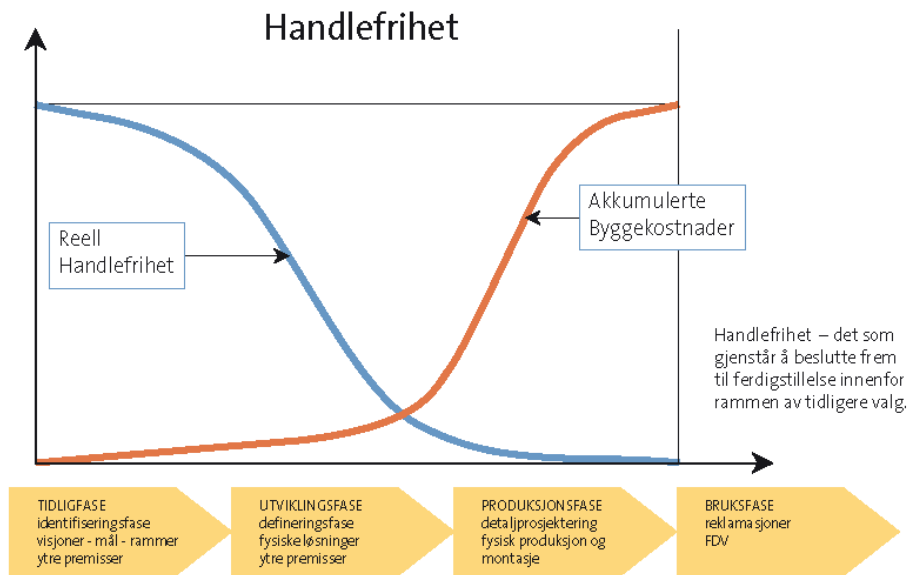 Handlefrihet
Reell
Handlefrihet
Akkumulerte
Byggekostnader
Handlefrihet – det som
gjenstår å beslutte frem
til ferdigstillelse innenfor
rammen av tidligere valg.
TIDLIGFASE
identifiseringsfase
visjoner - mål - rammer
ytre premisser
UTVIKLINGSFASE
defineringsfase
fysiske løsninger
ytre premisser
PRODUKSJONSFASE
detaljprosjektering
fysisk produksjon og
montasje
BRUKSFASE
reklamasjoner
FDV